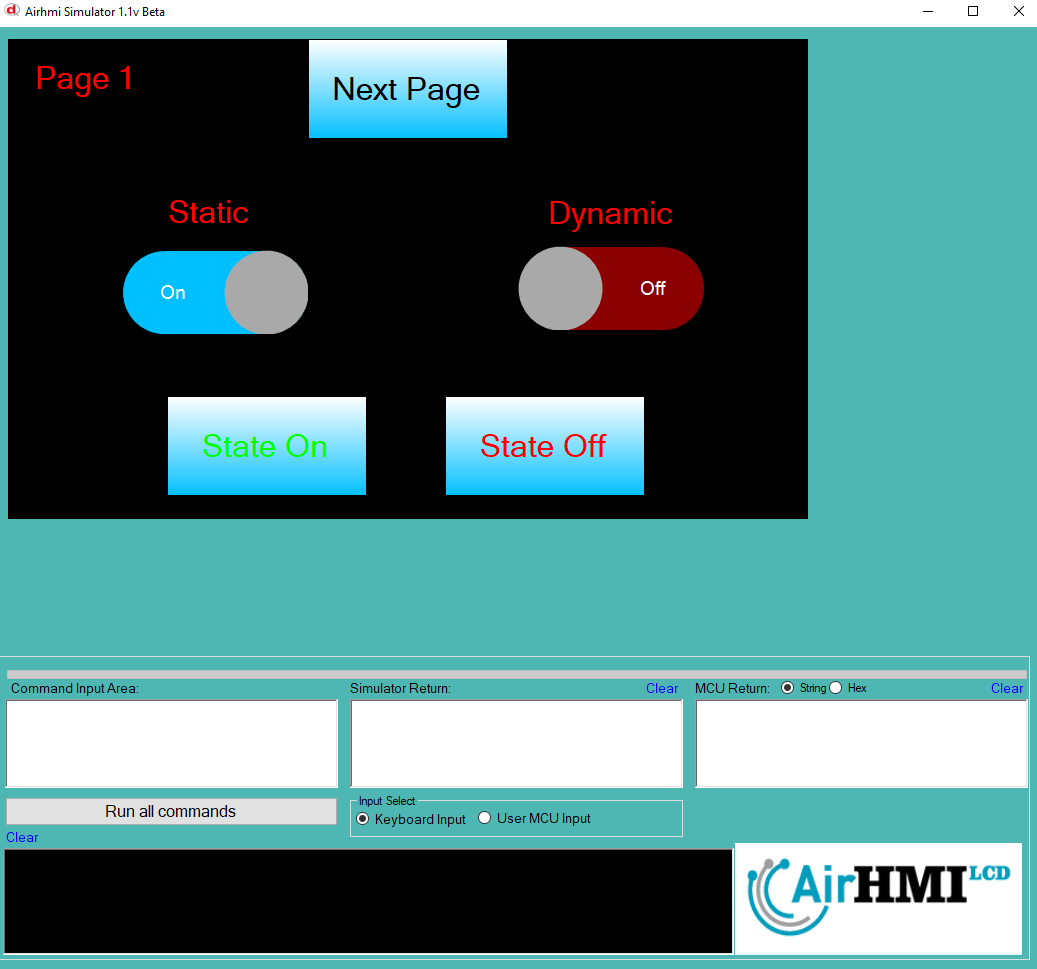 Airhmi Simulator 1.1v Beta
Page 1
Next Page
Static
Dynamic
On
Off
State On
State Off
Command Input Area:
Simulator Return:
Clear
MCU Return:
String
Hex
Clear
Run all commands
Input Select
Keyboard Input
User MCU Input
Clear
AirHMI LCD